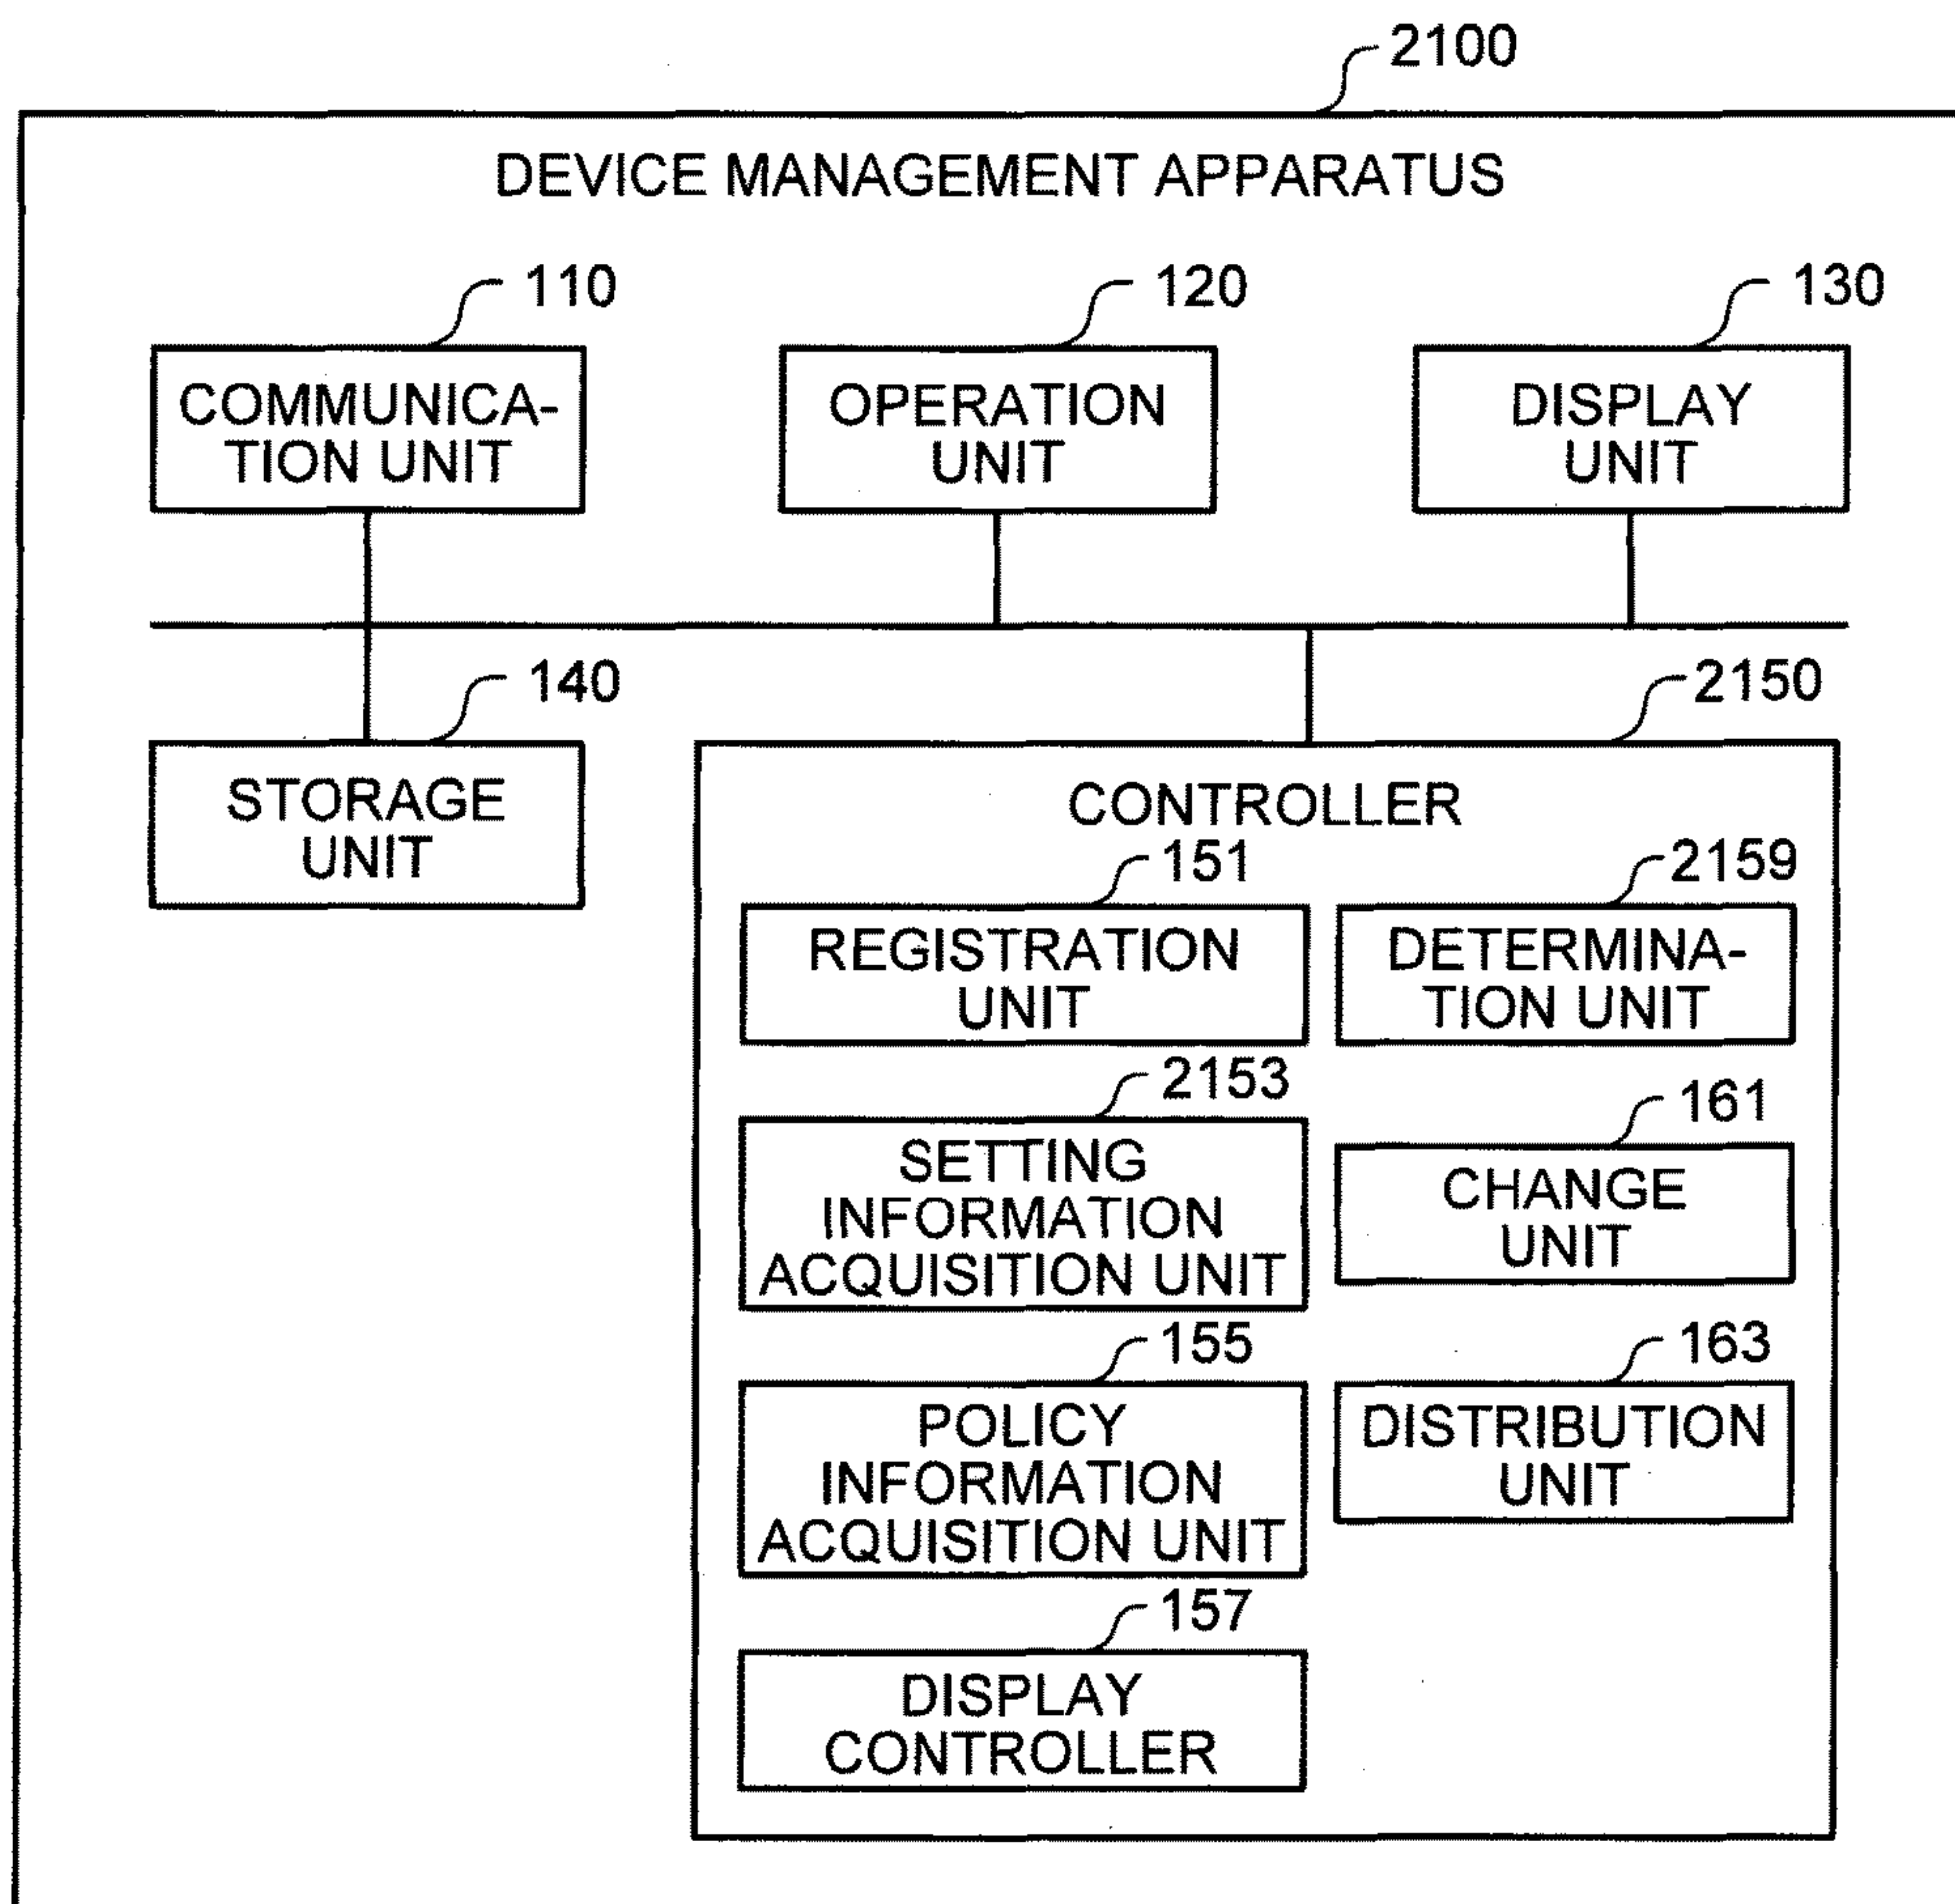 2100
DEVICE MANAGEMENT APPARATUS
110
120
130
COMMUNICA-
TION UNIT
OPERATION
UNIT
DISPLAY
UNIT
140
2150
STORAGE
UNIT
CONTROLLER
151
2159
REGISTRATION
UNIT
DETERMINA-
TION UNIT
2153
161
SETTING
INFORMATION
ACQUISITION UNIT
CHANGE
UNIT
155
163
POLICY
INFORMATION
ACQUISITION UNIT
DISTRIBUTION
UNIT
157
DISPLAY
CONTROLLER